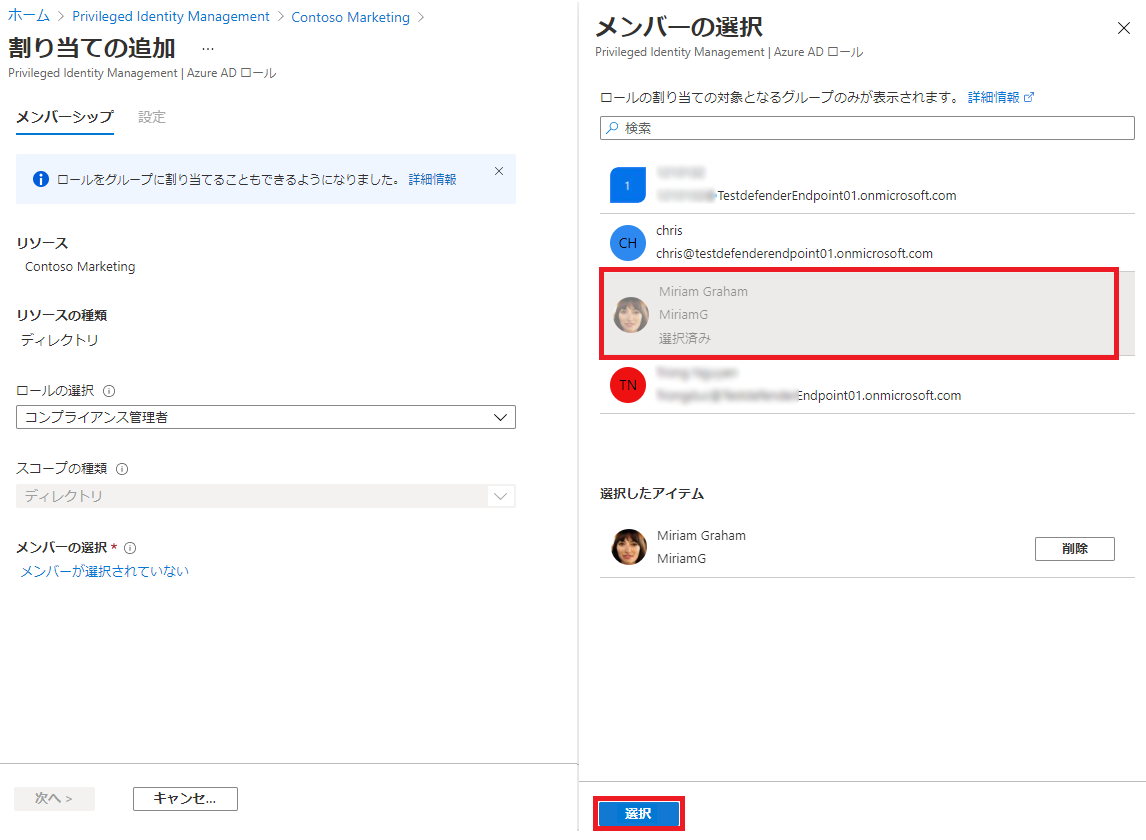 ホーム > Privileged Identity Management > Contoso Marketing >
割り当ての追加 ...
Privileged Identity Management | Azure AD ロール
メンバーシップ 設定
ロールをグループに割り当てることもできるようになりました。 詳細情報
リソース
Contoso Marketing
リソースの種類
ディレクトリ
ロールの選択
コンプライアンス管理者
スコープの種類
ディレクトリ
メンバーの選択 *
メンバーが選択されていない
次へ >
キャンセ...
メンバーの選択
Privileged Identity Management | Azure AD ロール
ロールの割り当ての対象となるグループのみが表示されます。 詳細情報
検索
1
TestdefenderEndpoint01.onmicrosoft.com
CH
chris
chris@testdefenderendpoint01.onmicrosoft.com
Miriam Graham
MiriamG
選択済み
TN
Endpoint01.onmicrosoft.com
選択したアイテム
Miriam Graham
MiriamG
削除
選択